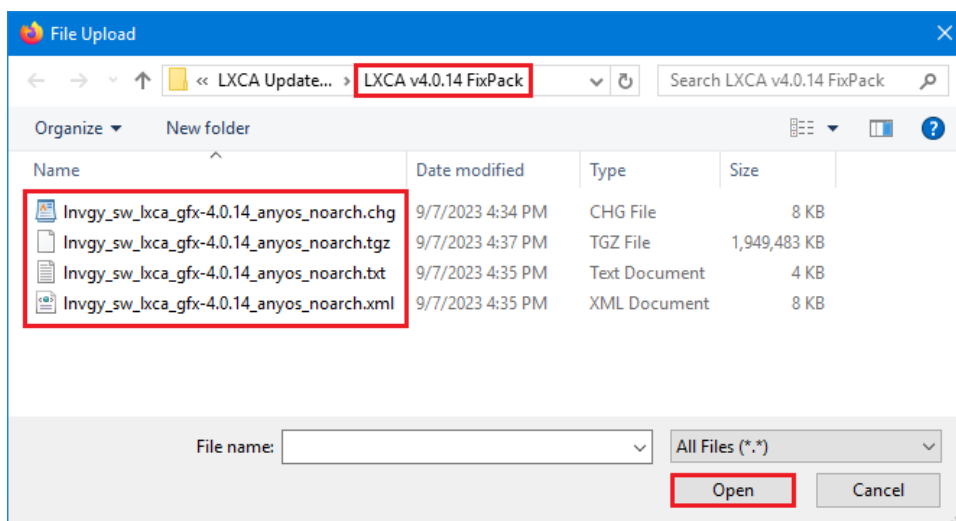 File Upload
« LXCA Update... › LXCA v4.0.14 FixPack
Search LXCA v4.0.14 FixPack
Organize
New folder
Name Date modified Type Size
lnvgy_sw_lxca_gfx-4.0.14_anyos_noarch.chg 9/7/2023 4:34 PM CHG File 8 KB
lnvgy_sw_lxca_gfx-4.0.14_anyos_noarch.tgz 9/7/2023 4:37 PM TGZ File 1,949,483 KB
lnvgy_sw_lxca_gfx-4.0.14_anyos_noarch.txt 9/7/2023 4:35 PM Text Document 4 KB
lnvgy_sw_lxca_gfx-4.0.14_anyos_noarch.xml 9/7/2023 4:35 PM XML Document 8 KB
File name:
All Files (*.*)
Open
Cancel